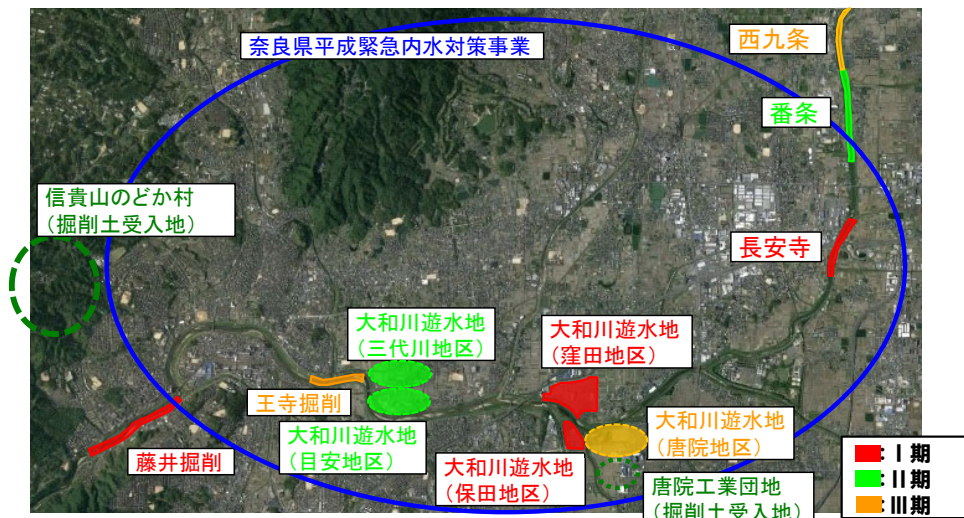 奈良県平成緊急内水対策事業
西九条
番条
信貴山のどか村
(掘削土受入地)
長安寺
大和川遊水地
(三代川地区)
大和川遊水地
(窪田地区)
王寺掘削
大和川遊水地
(目安地区)
大和川遊水地
(唐院地区)
藤井掘削
大和川遊水地
(保田地区)
唐院工業団地
(掘削土受入地)
:Ⅰ期
:Ⅱ期
:Ⅲ期